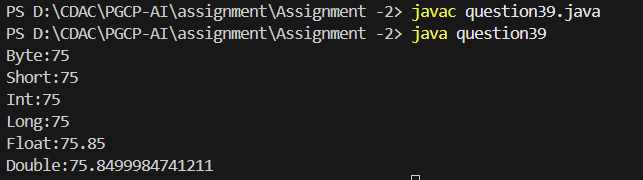 PS D:\CDAC\PGCP-AI\assignment\Assignment -2> javac question39.java
PS D:\CDAC\PGCP-AI\assignment\Assignment -2> java question39
Byte:75
Short:75
Int:75
Long:75
Float:75.85
Double:75.8499984741211